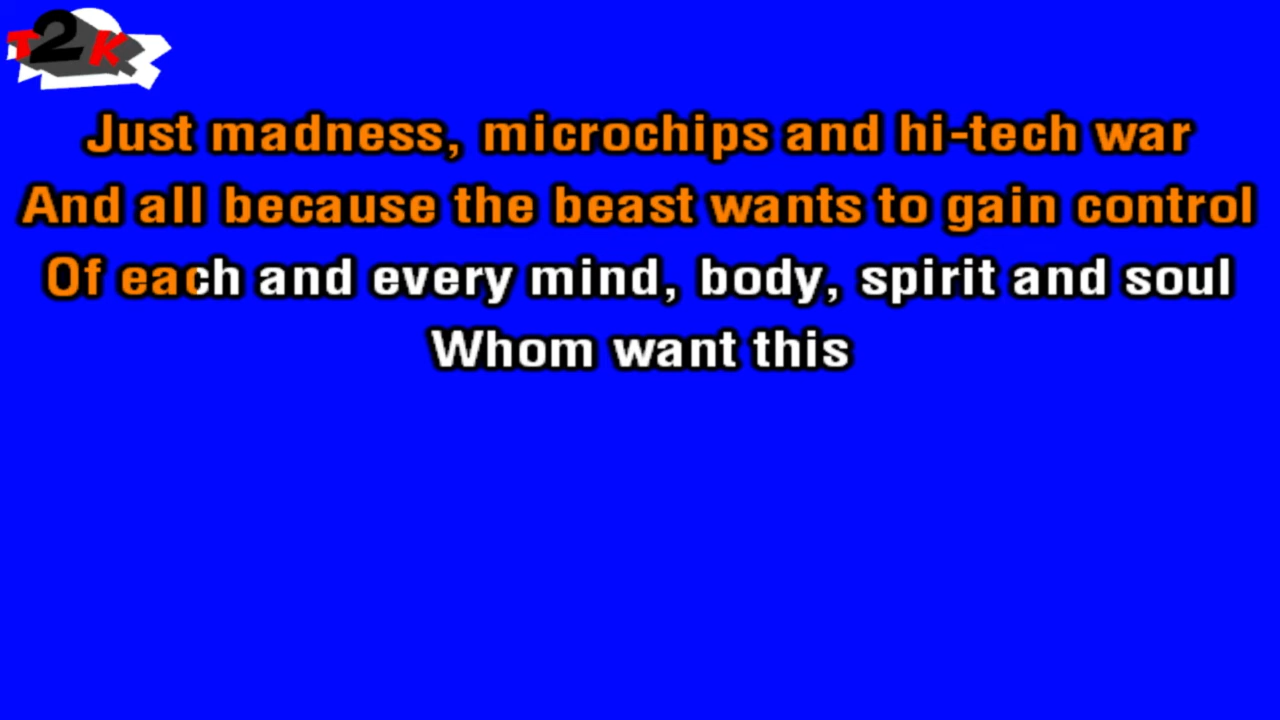 T2K
Just madness, microchips and hi-tech war
And all because the beast wants to gain control
Of each and every mind, body, spirit and soul
Whom want this